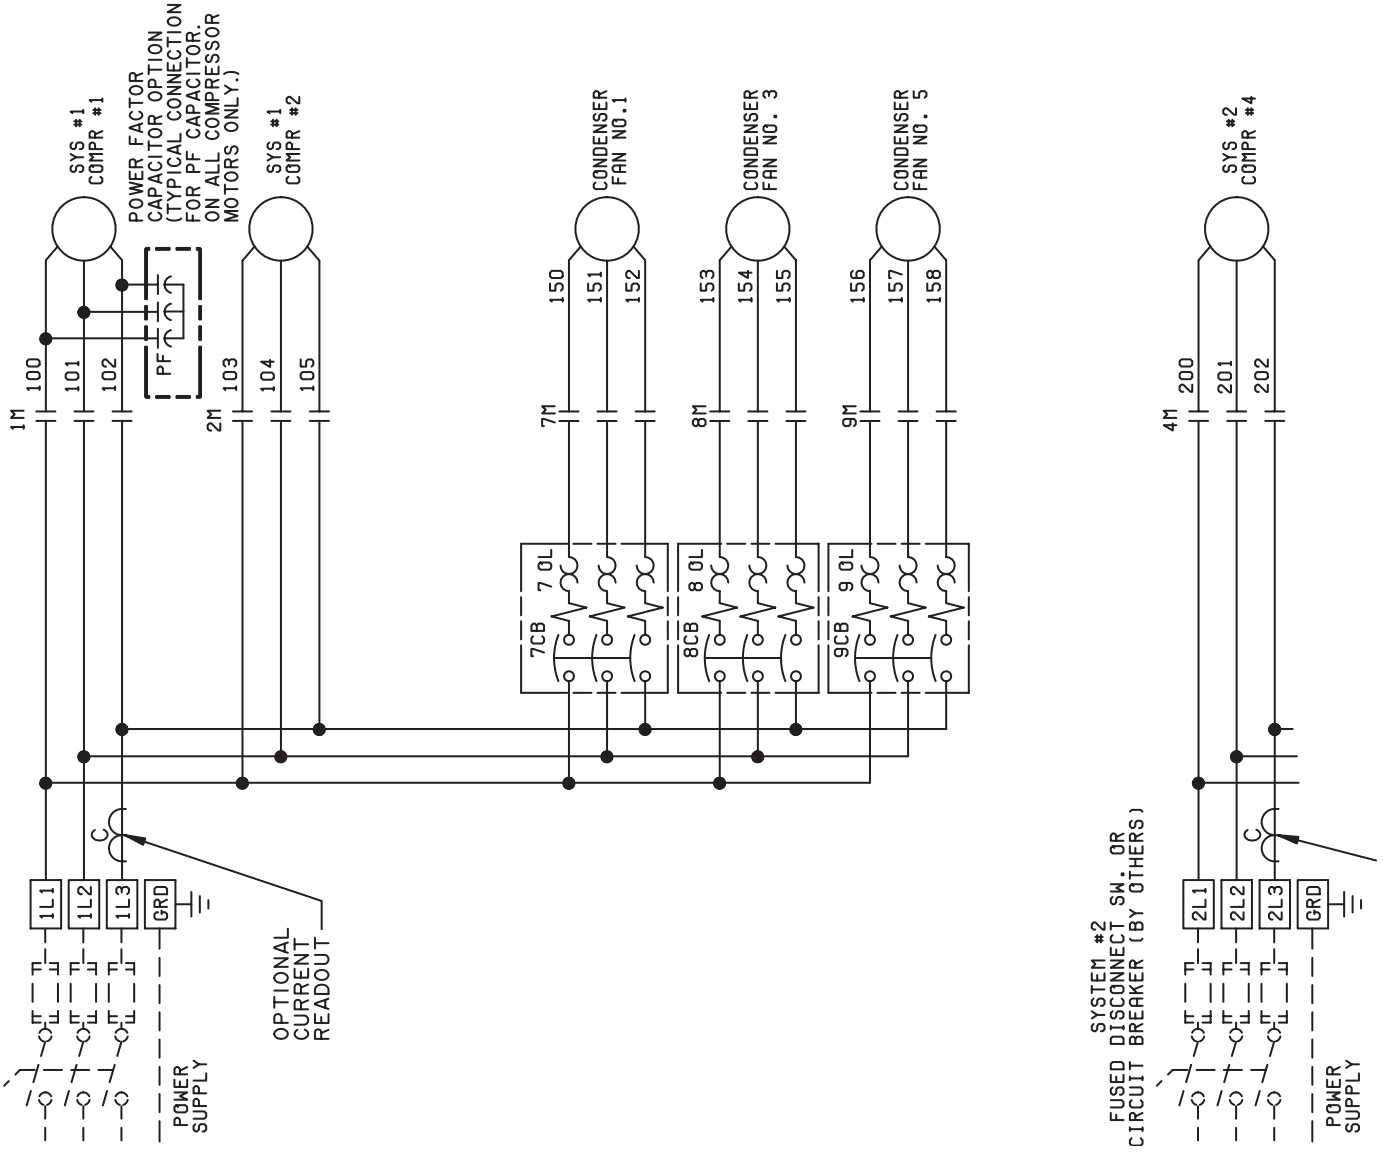 SYS #1
COMPR #1
POWER FACTOR
CAPACITOR OPTION
(TYPICAL CONNECTION
FOR PF CAPACITOR.
ON ALL COMPRESSOR
MOTORS ONLY.)
SYS #1
COMPR #2
CONDENSER
FAN NO.1
CONDENSER
FAN NO. 3
CONDENSER
FAN NO. 5
SYS #2
COMPR #4
150
151
152
153
154
155
156
157
158
100
101
102
PF
103
104
105
200
201
202
1M
2M
7M
8M
9M
4M
7 OL
8 OL
9 OL
7CB
8CB
9CB
C
C
1L1
1L2
1L3
GRD
2L1
2L2
2L3
GRD
OPTIONAL
CURRENT
READOUT
SYSTEM #2
FUSED DISCONNECT SW. OR
CIRCUIT BREAKER (BY OTHERS)
POWER
SUPPLY
POWER
SUPPLY